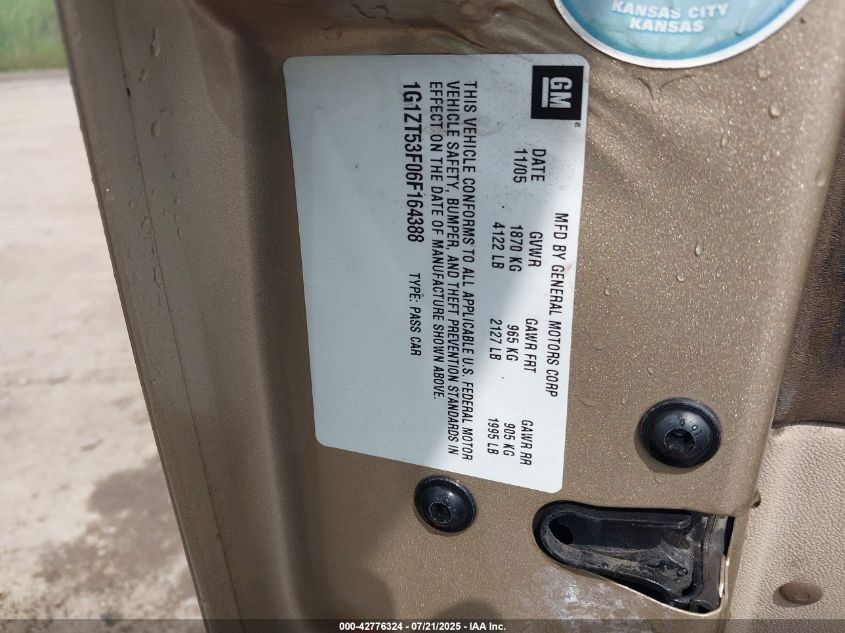 KANSAS CITY
KANSAS
GM
®
MFD BY GENERAL MOTORS CORP
DATE GVWR GAWR FRT GAWR RR
11/05 1870 KG 965 KG 905 KG
4122 LB 2127 LB 1995 LB
THIS VEHICLE CONFORMS TO ALL APPLICABLE U.S. FEDERAL MOTOR
VEHICLE SAFETY, BUMPER, AND THEFT PREVENTION STANDARDS IN
EFFECT ON THE DATE OF MANUFACTURE SHOWN ABOVE.
1G1ZT53F06F164388 TYPE: PASS CAR
000-42776324 / 07/21/2025 - IAA Inc.